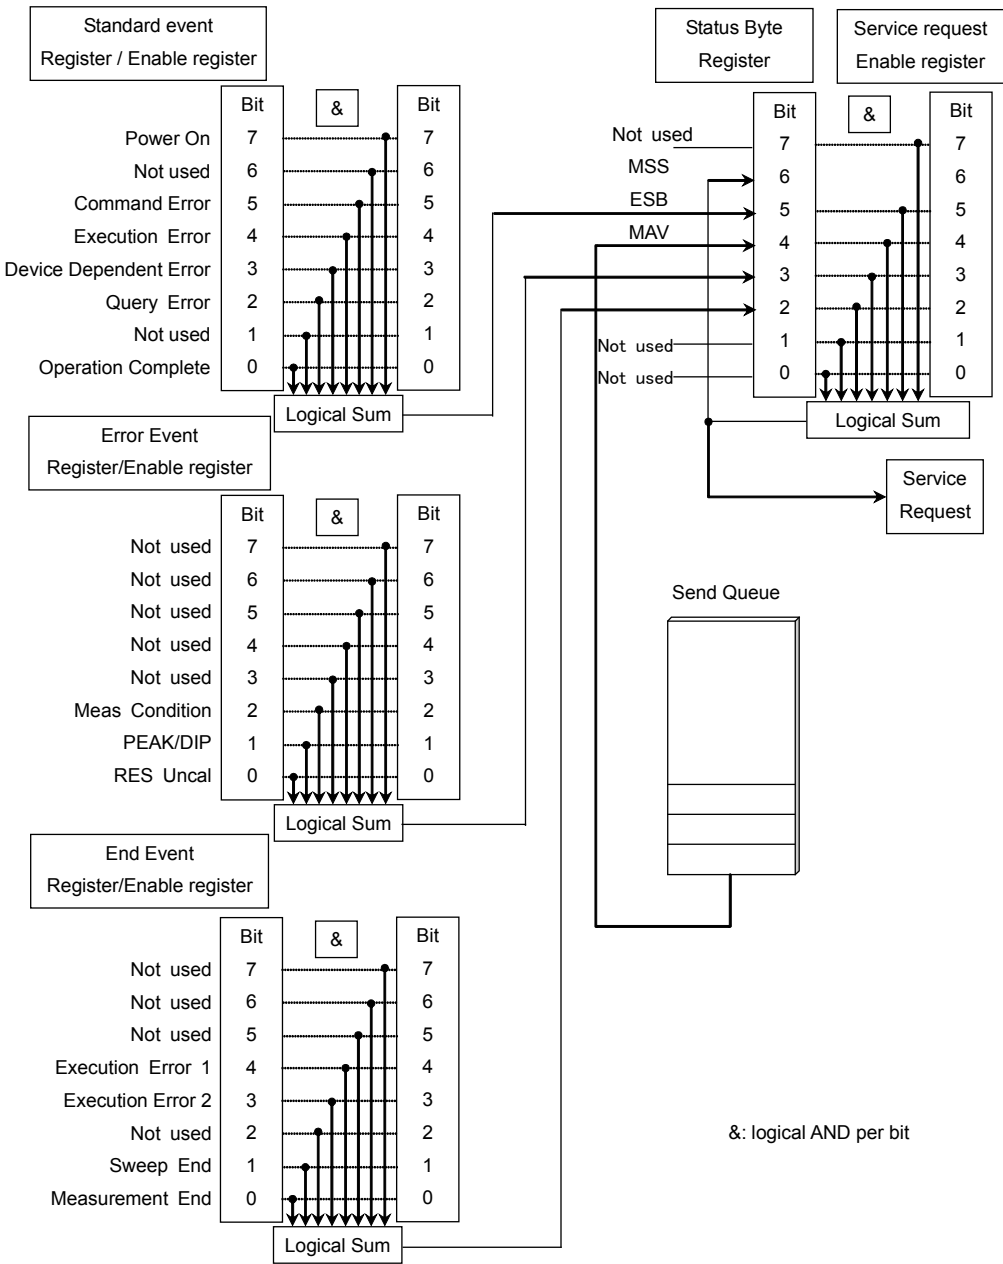 Standard event
Register / Enable register
Bit
&
Bit
Power On 7 7
Not used 6 6
Command Error 5 5
Execution Error 4 4
Device Dependent Error 3 3
Query Error 2 2
Not used 1 1
Operation Complete 0 0
Logical Sum
Error Event
Register/Enable register
Bit
&
Bit
Not used 7 7
Not used 6 6
Not used 5 5
Not used 4 4
Not used 3 3
Meas Condition 2 2
PEAK/DIP 1 1
RES Uncal 0 0
Logical Sum
End Event
Register/Enable register
Bit
&
Bit
Not used 7 7
Not used 6 6
Not used 5 5
Execution Error 1 4 4
Execution Error 2 3 3
Not used 2 2
Sweep End 1 1
Measurement End 0 0
Logical Sum
Status Byte
Register
Service request
Enable register
Bit
&
Bit
Not used 7 7
MSS 6 6
ESB 5 5
MAV 4 4
3 3
2 2
Not used 1 1
Not used 0 0
Logical Sum
Service
Request
Send Queue
&: logical AND per bit